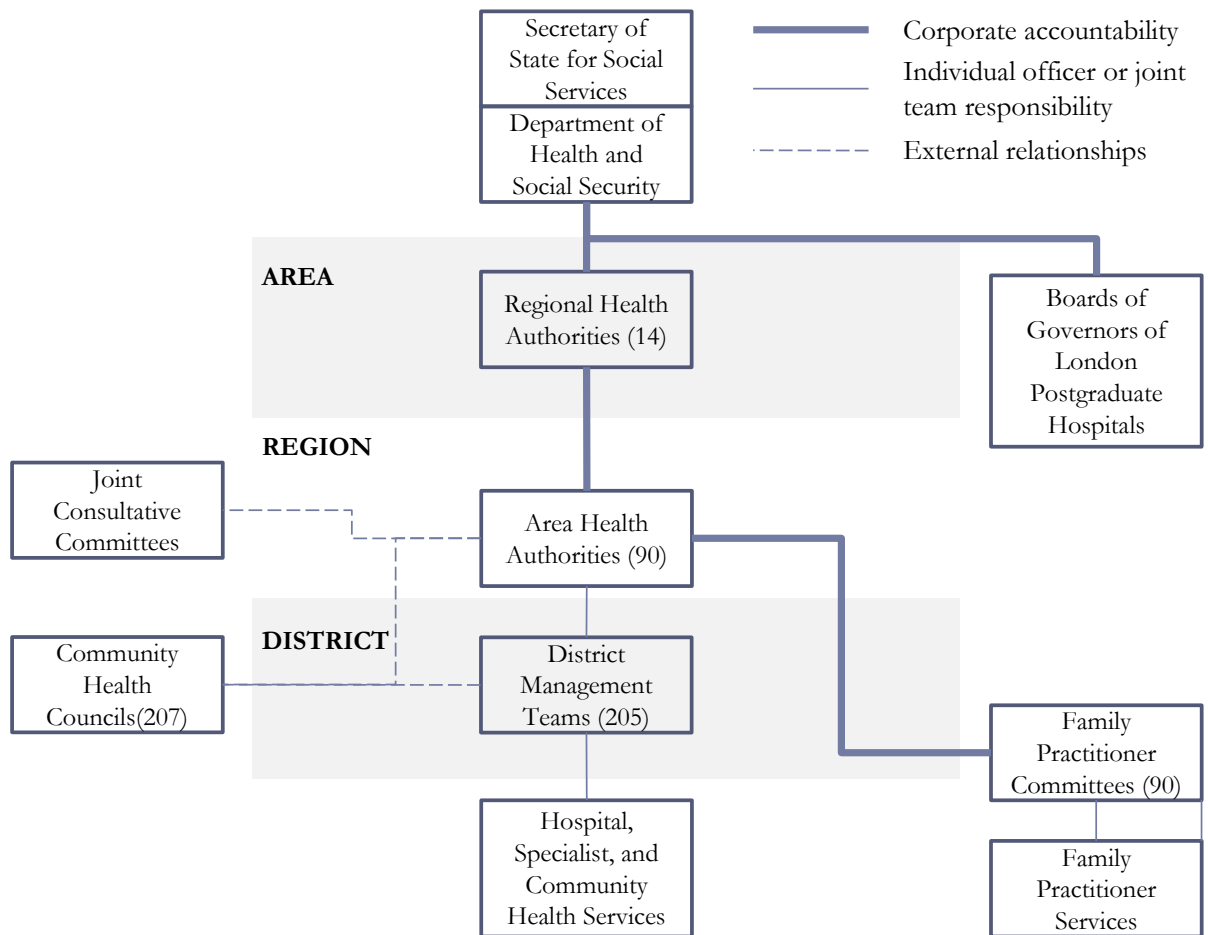 Secretary of
State for Social
Services
Department of
Health and
Social Security
Corporate accountability
Individual officer or joint
team responsibility
External relationships
AREA
Regional Health
Authorities (14)
Boards of
Governors of
London
Postgraduate
Hospitals
REGION
Joint
Consultative
Committees
Area Health
Authorities (90)
DISTRICT
Community
Health
Councils(207)
District
Management
Teams (205)
Family
Practitioner
Committees (90)
Hospital,
Specialist, and
Community
Health Services
Family
Practitioner
Services